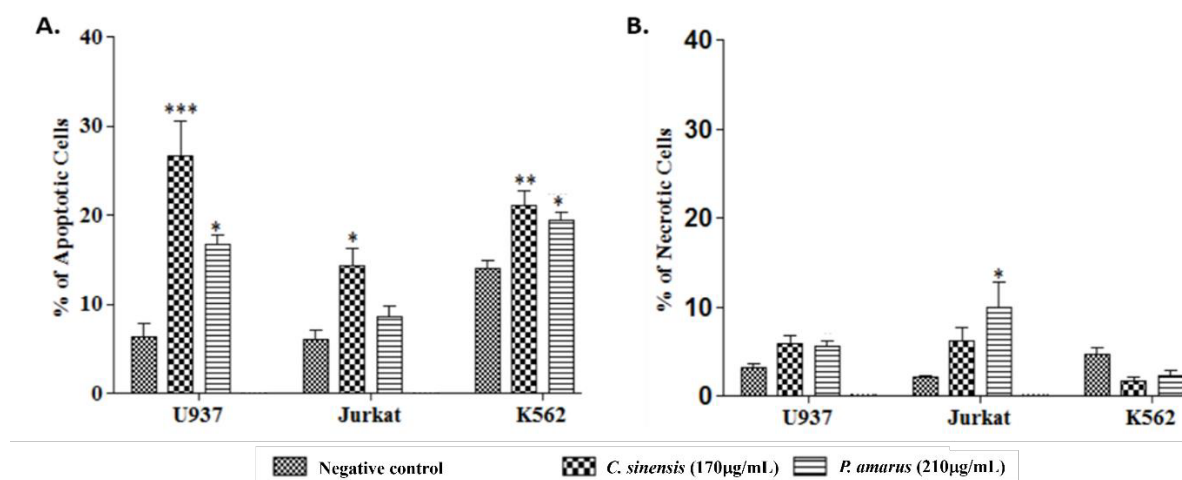 A.
% of Apoptotic Cells
40
30
20
10
0
***
*
*
**
*
U937
Jurkat
K562
B.
% of Necrotic Cells
40
30
20
10
0
*
U937
Jurkat
K562
Negative control
C. sinensis (170µg/mL)
P. amarus (210µg/mL)